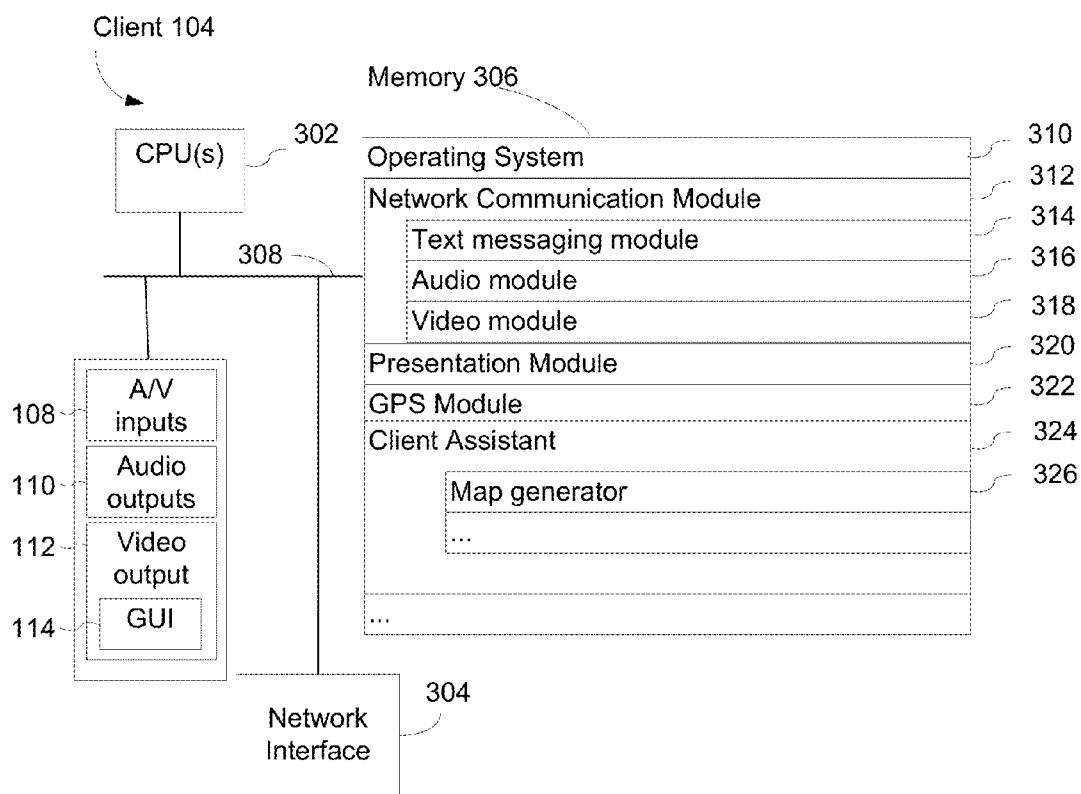 Client 104
Memory 306
CPU(s)
302
Operating System
310
Network Communication Module
312
Text messaging module
314
308
Audio module
316
Video module
318
Presentation Module
320
GPS Module
322
Client Assistant
324
Map generator
326
...
...
108
A/V
inputs
110
Audio
outputs
112
Video
output
114
GUI
Network
Interface
304